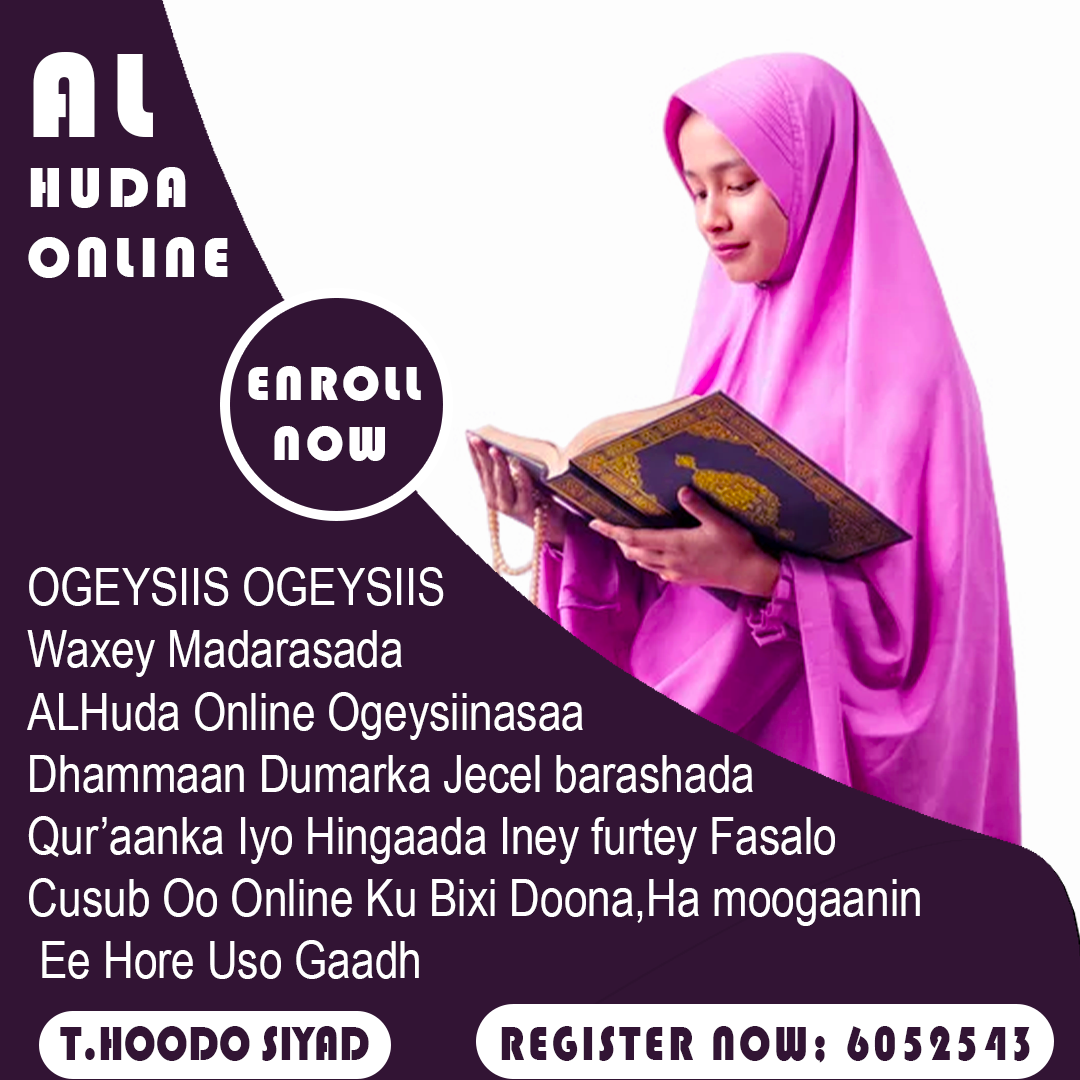 AL
HUDA
ONLINE
ENROLL
NOW
OGEYSIIS OGEYSIIS
Waxey Madarasada
ALHuda Online Ogeysiinasaa
Dhammaan Dumarka Jecel barashada
Qur’aanka Iyo Hingaada Iney furtey Fasalo
Cusub Oo Online Ku Bixi Doona,Ha moogaanin
Ee Hore Uso Gaadh
T.HOODO SIYAD
REGISTER NOW; 6052543